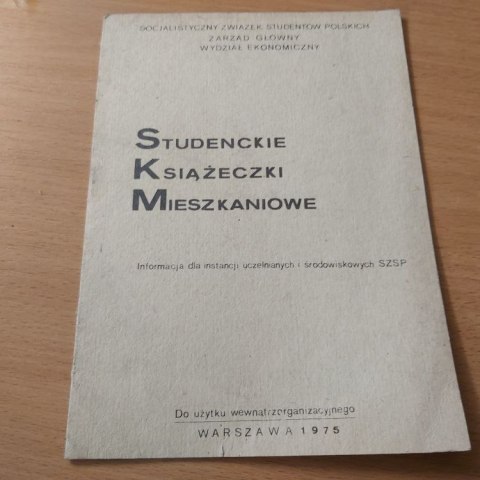 SOCJALISTYCZNY ZWIĄZEK STUDENTÓW POLSKICH
ZARZĄD GŁÓWNY
WYDZIAŁ EKONOMICZNY
STUDENCKIE
KSIĄŻECZKI
MIESZKANIOWE
Informacja dla instancji uczelnianych i środowiskowych SZSP
Do użytku wewnątrzorganizacyjnego
WARSZAWA 1975